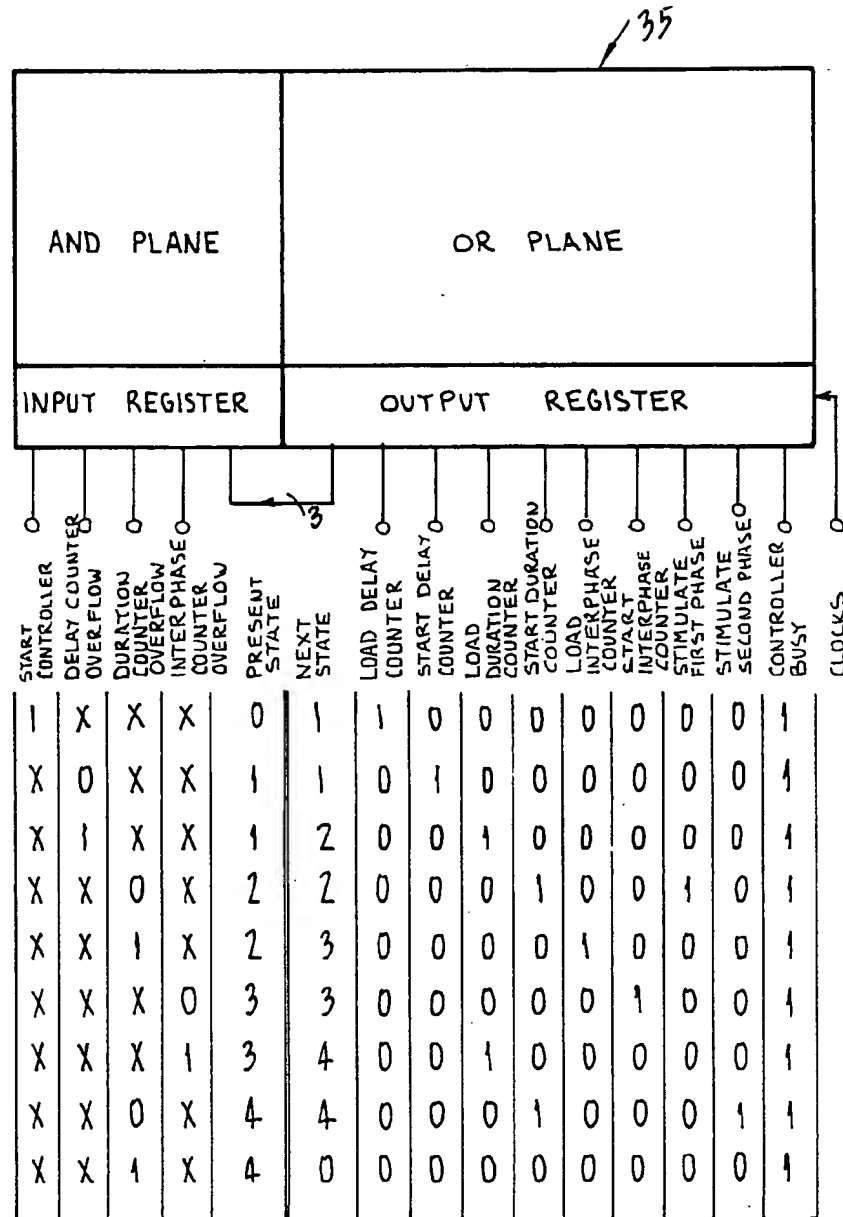 35
AND PLANE
OR PLANE
INPUT REGISTER
OUTPUT REGISTER
3
START CONTROLLER
DELAY COUNTER OVERFLOW
DURATION COUNTER OVERFLOW
INTERPHASE COUNTER OVERFLOW
PRESENT STATE
NEXT STATE
LOAD DELAY COUNTER
START DELAY COUNTER
LOAD DURATION COUNTER
START DURATION COUNTER
LOAD INTERPHASE COUNTER
START INTERPHASE COUNTER
STIMULATE FIRST PHASE
STIMULATE SECOND PHASE
CONTROLLER BUSY
CLOCKS
1 X X X 0 1 1 0 0 0 0 0 0 0 1
X 0 X X 1 1 0 1 0 0 0 0 0 0 1
X 1 X X 1 2 0 0 1 0 0 0 0 0 1
X X 0 X 2 2 0 0 0 1 0 0 1 0 1
X X 1 X 2 3 0 0 0 0 1 0 0 0 1
X X X 0 3 3 0 0 0 0 0 1 0 0 1
X X X 1 3 4 0 0 1 0 0 0 0 0 1
X X 0 X 4 4 0 0 0 1 0 0 0 1 1
X X 1 X 4 0 0 0 0 0 0 0 0 0 1